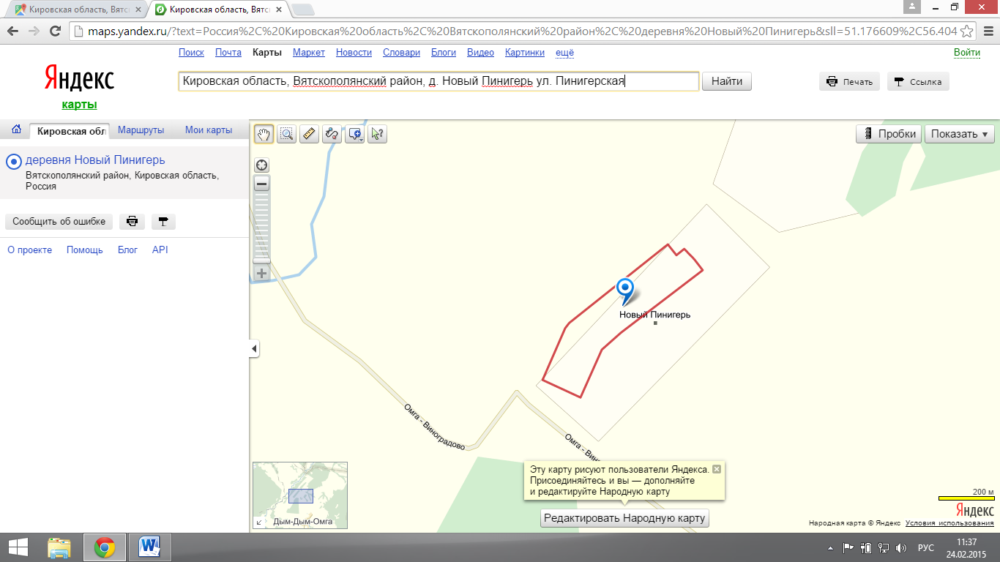 Кировская область, Вятс
Кировская область, Вятс
maps.yandex.ru/?text=Россия%2C%20Кировская%20область%2C%20Вятскополянский%20район%2C%20деревня%20Новый%20Пинигерь&sll=51.176609%2C56.404
Поиск Почта Карты Маркет Новости Словари Блоги Видео Картинки ещё
Войти
Яндекс
карты
Кировская область, Вятскополянский район, д. Новый Пинигерь ул. Пинигерская
Найти
Печать
Ссылка
Кировская обл
Маршруты
Мои карты
Пробки
Показать
деревня Новый Пинигерь
Вятскополянский район, Кировская область,
Россия
Сообщить об ошибке
О проекте Помощь Блог API
Новый Пинигерь
Омга - Виноградово
Омга - Вин
Эту карту рисуют пользователи Яндекса.
Присоединяйтесь и вы — дополняйте
и редактируйте Народную карту
Редактировать Народную карту
Дым-Дым-Омга
200 м
Яндекс
Народная карта © Яндекс Условия использования
РУС
11:37
24.02.2015